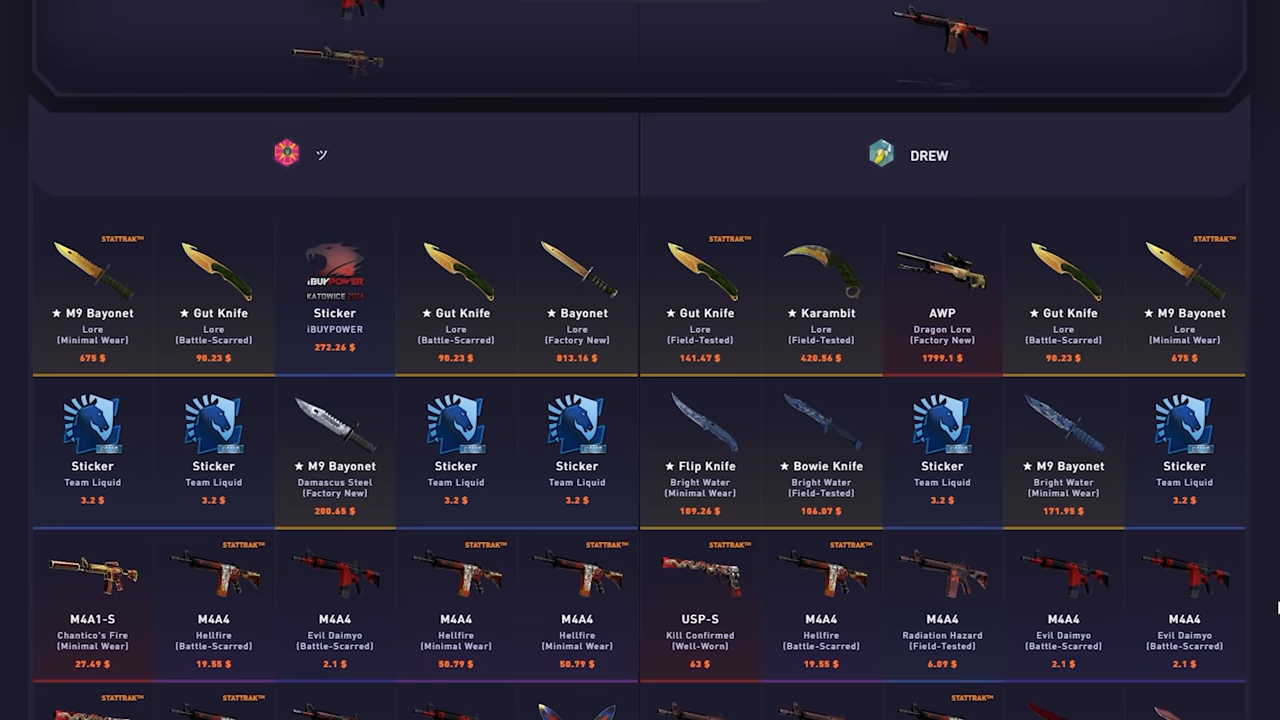 ツ
DREW
STATTRAK™
★ M9 Bayonet
Lore
(Minimal Wear)
675 $
★ Gut Knife
Lore
(Battle-Scarred)
90.23 $
iBUYPOWER
KATOWICE 2014
Sticker
iBUYPOWER
272.26 $
★ Gut Knife
Lore
(Battle-Scarred)
90.23 $
★ Bayonet
Lore
(Factory New)
813.16 $
STATTRAK™
★ Gut Knife
Lore
(Field-Tested)
141.47 $
★ Karambit
Lore
(Field-Tested)
420.56 $
AWP
Dragon Lore
(Factory New)
1799.1 $
★ Gut Knife
Lore
(Battle-Scarred)
90.23 $
STATTRAK™
★ M9 Bayonet
Lore
(Minimal Wear)
675 $
Sticker
Team Liquid
3.2 $
Sticker
Team Liquid
3.2 $
★ M9 Bayonet
Damascus Steel
(Factory New)
200.65 $
Sticker
Team Liquid
3.2 $
Sticker
Team Liquid
3.2 $
★ Flip Knife
Bright Water
(Minimal Wear)
109.26 $
★ Bowie Knife
Bright Water
(Field-Tested)
106.07 $
Sticker
Team Liquid
3.2 $
★ M9 Bayonet
Bright Water
(Minimal Wear)
171.95 $
Sticker
Team Liquid
3.2 $
M4A1-S
Chantico's Fire
(Minimal Wear)
27.49 $
STATTRAK™
M4A4
Hellfire
(Battle-Scarred)
19.55 $
M4A4
Evil Daimyo
(Battle-Scarred)
2.1 $
STATTRAK™
M4A4
Hellfire
(Minimal Wear)
50.79 $
STATTRAK™
M4A4
Hellfire
(Minimal Wear)
50.79 $
STATTRAK™
USP-S
Kill Confirmed
(Well-Worn)
63 $
STATTRAK™
M4A4
Hellfire
(Battle-Scarred)
19.55 $
M4A4
Radiation Hazard
(Field-Tested)
6.09 $
M4A4
Evil Daimyo
(Battle-Scarred)
2.1 $
M4A4
Evil Daimyo
(Battle-Scarred)
2.1 $
STATTRAK™
STATTRAK™
STATTRAK™